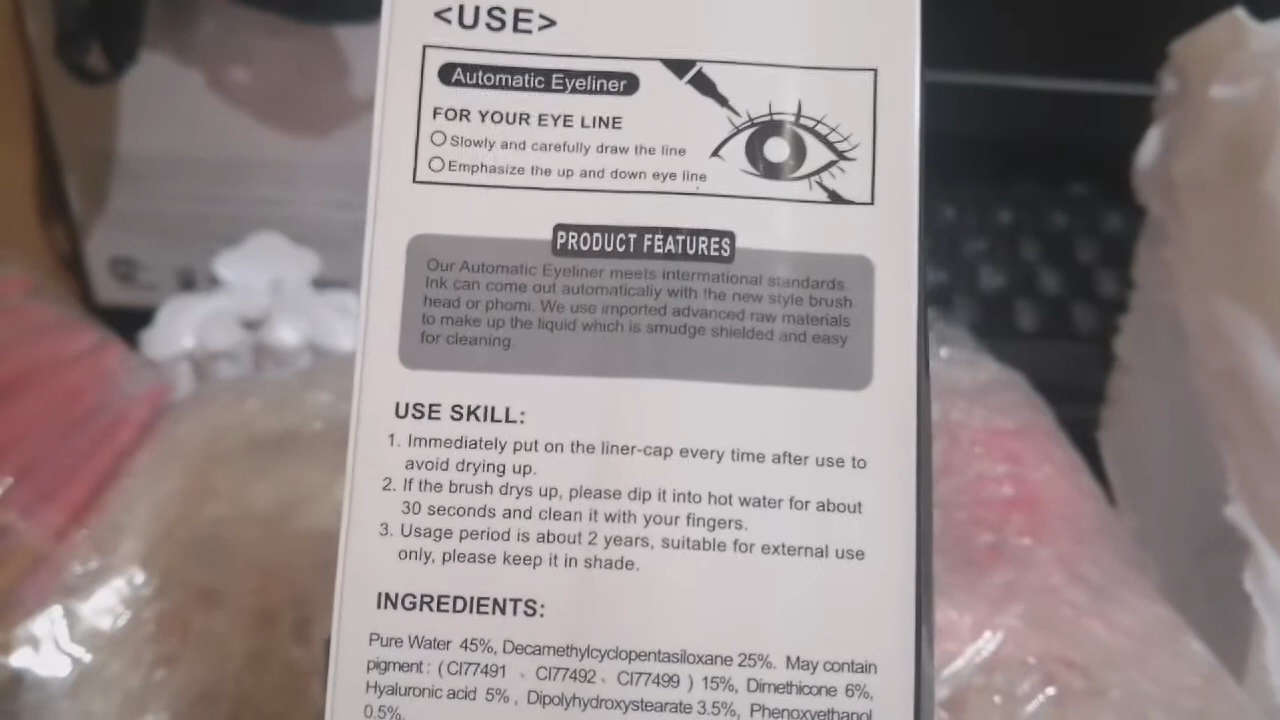 <USE>
Automatic Eyeliner
FOR YOUR EYE LINE
Slowly and carefully draw the line
Emphasize the up and down eye line
PRODUCT FEATURES
Our Automatic Eyeliner meets intermational standards.
Ink can come out automatically with the new style brush
head or phomi. We use imported advanced raw materials
to make up the liquid which is smudge shielded and easy
for cleaning.
USE SKILL:
1. Immediately put on the liner-cap every time after use to
avoid drying up.
2. If the brush drys up, please dip it into hot water for about
30 seconds and clean it with your fingers.
3. Usage period is about 2 years, suitable for external use
only, please keep it in shade.
INGREDIENTS:
Pure Water 45%, Decamethylcyclopentasiloxane 25%. May contain
pigment : ( CI77491 、 CI77492 、 CI77499 ) 15%, Dimethicone 6%,
Hyaluronic acid 5% , Dipolyhydroxystearate 3.5%, Phenoxyethanol
0.5%.